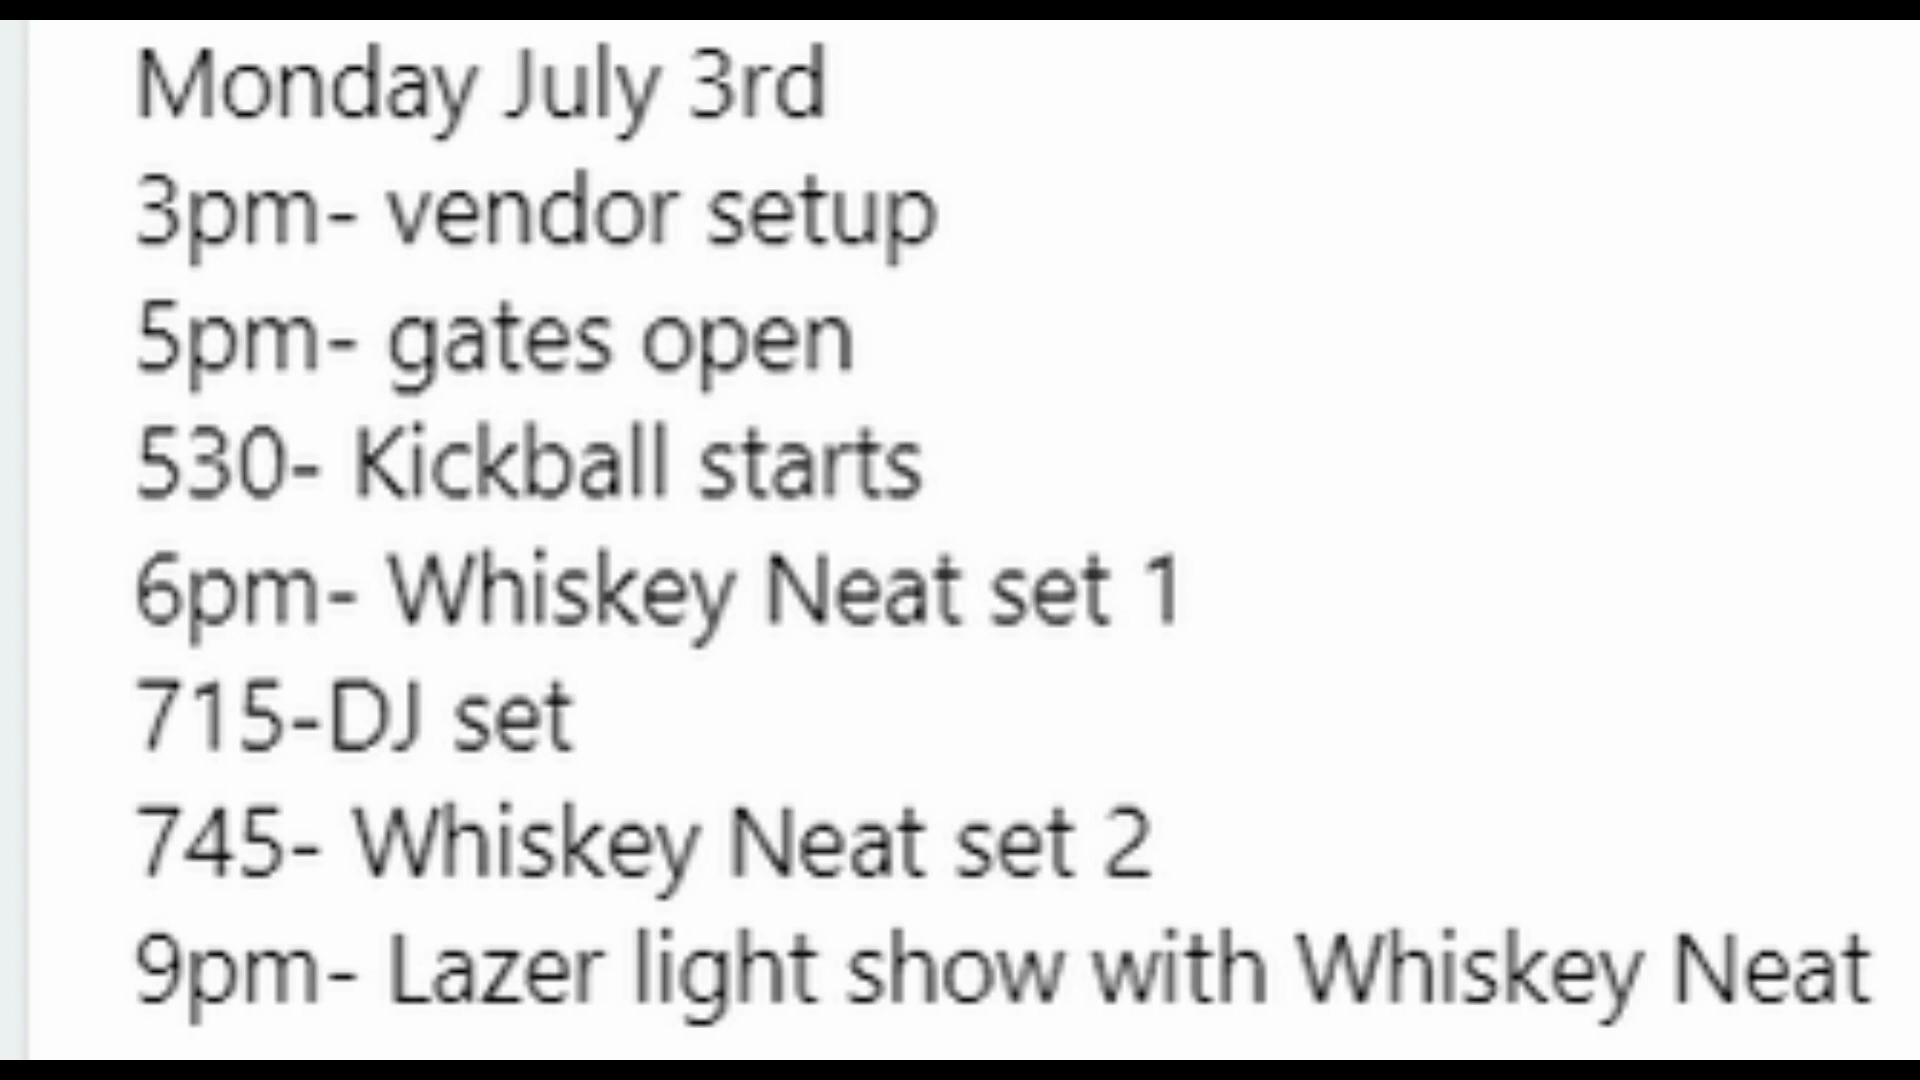 Monday July 3rd
3pm- vendor setup
5pm- gates open
530- Kickball starts
6pm- Whiskey Neat set 1
715-DJ set
745- Whiskey Neat set 2
9pm- Lazer light show with Whiskey Neat